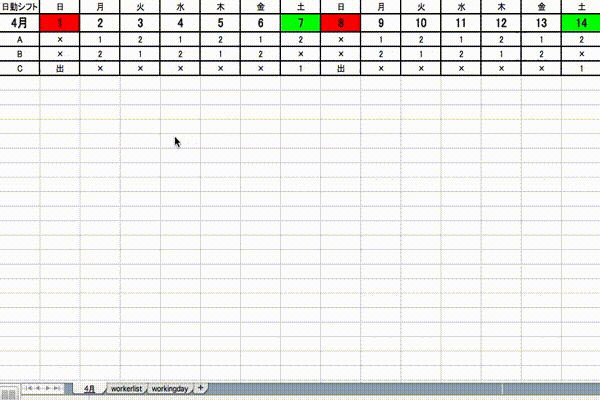 日勤シフト 日 月 火 水 木 金 土 日 月 火 水 木 金 土
4月 1 2 3 4 5 6 7 8 9 10 11 12 13 14
A × 1 2 1 2 1 2 × 1 2 1 2 1 2
B × 2 1 2 1 2 × × 2 1 2 1 2 ×
C 出 × × × × × 1 出 × × × × × 1
4月 workerlist workingday +